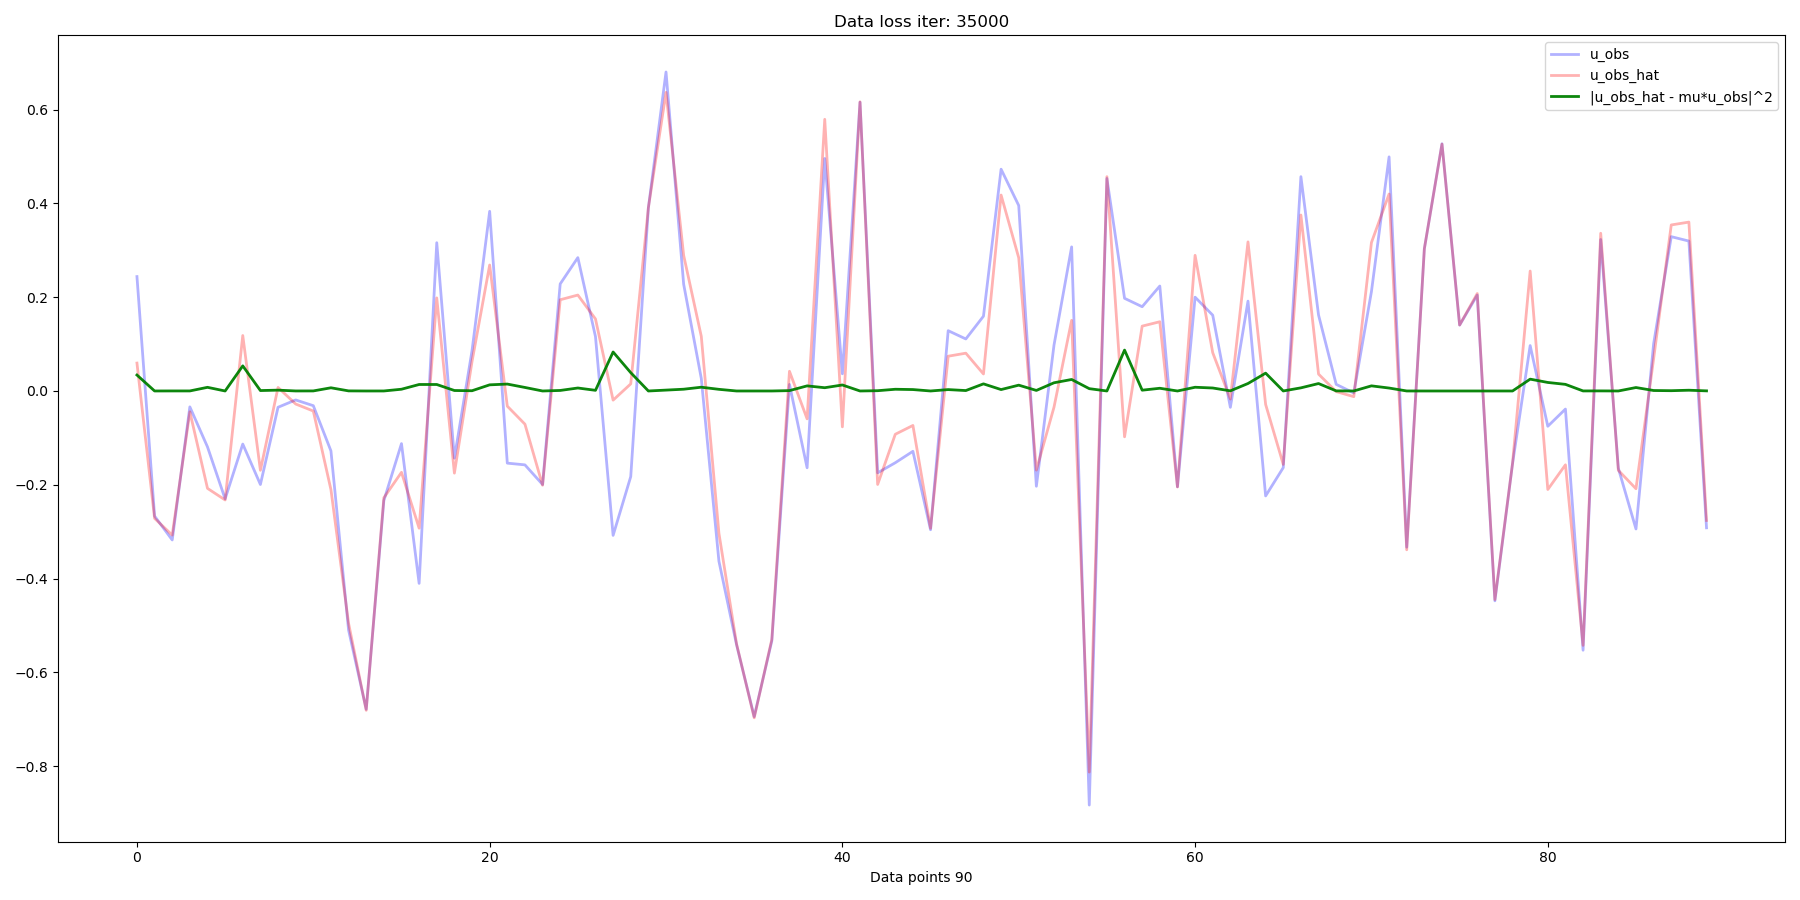 Data loss iter: 35000
u_obs
u_obs_hat
|u_obs_hat - mu*u_obs|^2
0.6
0.4
0.2
0.0
−0.2
−0.4
−0.6
−0.8
0 20 40 60 80
Data points 90